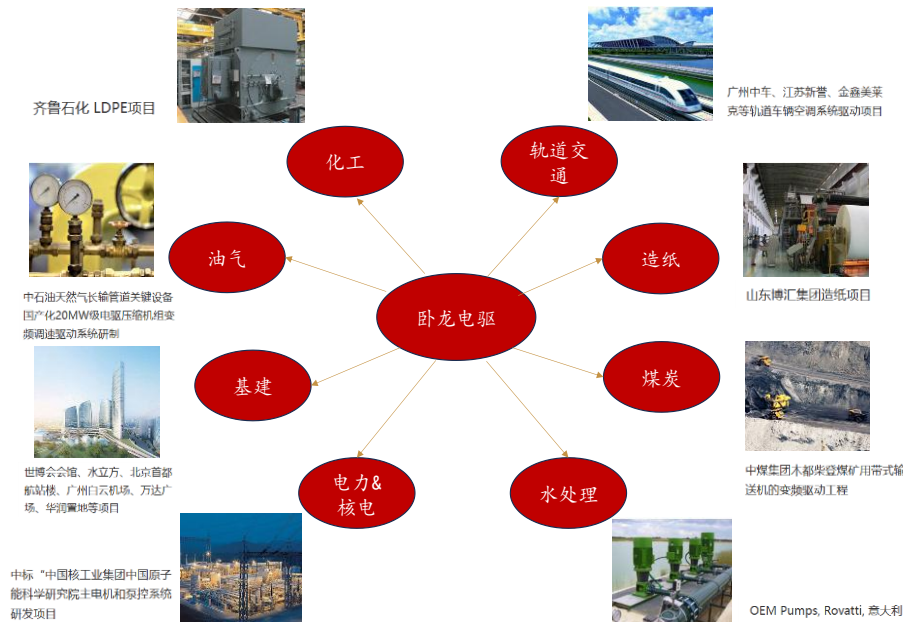 齐鲁石化 LDPE项目
广州中车、江苏新誉、金鑫美莱
克等轨道车辆空调系统驱动项目
化工
轨道交
通
油气
造纸
中石油天然气长输管道关键设备
国产化20MW级电驱压缩机组变
频调速驱动系统研制
山东博汇集团造纸项目
卧龙电驱
基建
煤炭
世博会会馆、水立方、北京首都
航站楼、广州白云机场、万达广
场、华润置地等项目
中煤集团木都柴登煤矿用带式输
送机的变频驱动工程
电力&
核电
水处理
中标“中国核工业集团中国原子
能科学研究院主电机和泵控系统
研发项目
OEM Pumps, Rovatti, 意大利